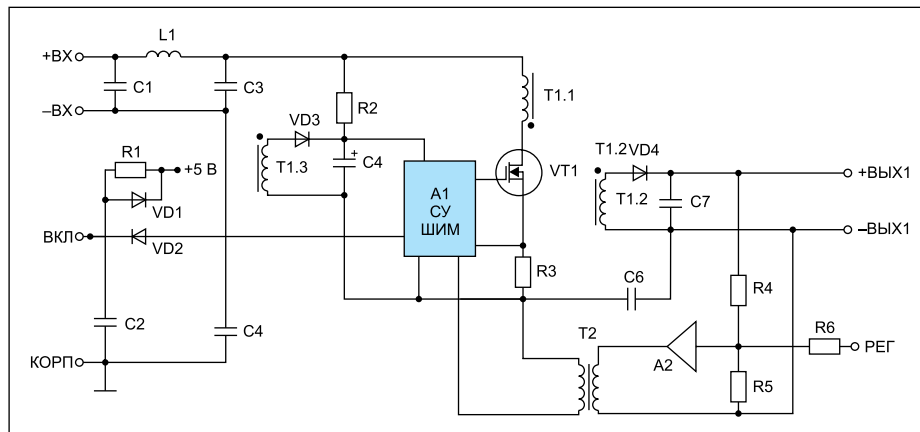 L1
+ВХ
C1
C3
–ВХ
R2
T1.1
VD3
T1.3
+
C4
R1
+5 В
VD1
ВКЛ
VD2
A1
СУ
ШИМ
VT1
R3
T1.2
VD4
T1.2
C7
+ВЫХ1
–ВЫХ1
C6
R4
C2
C4
T2
A2
R6
РЕГ
R5
КОРП